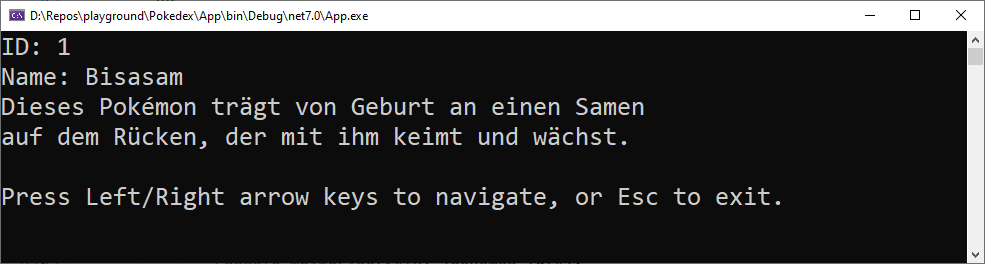 D:\Repos\playground\Pokedex\App\bin\Debug\net7.0\App.exe
ID: 1
Name: Bisasam
Dieses Pokémon trägt von Geburt an einen Samen
auf dem Rücken, der mit ihm keimt und wächst.
Press Left/Right arrow keys to navigate, or Esc to exit.